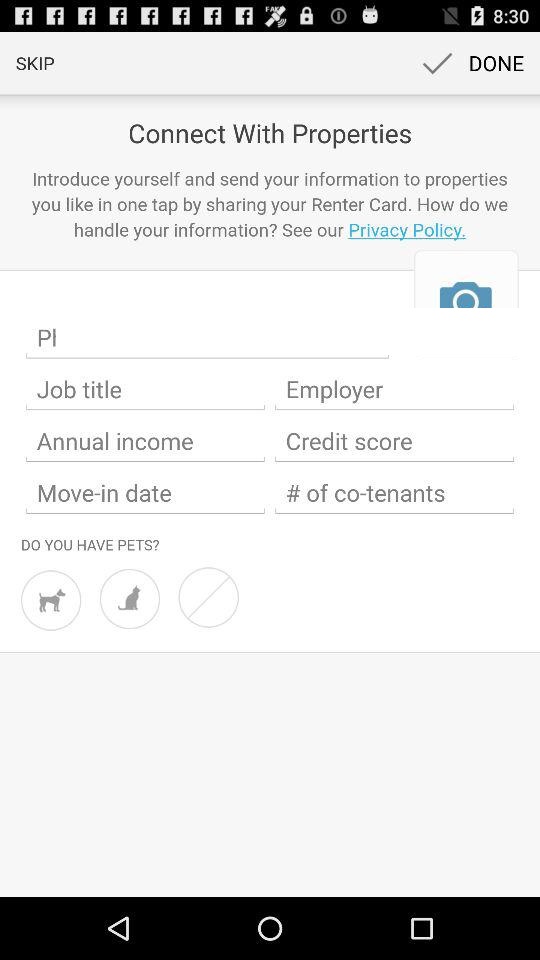 FAKE
8:30
SKIP
DONE
Connect With Properties
Introduce yourself and send your information to properties
you like in one tap by sharing your Renter Card. How do we
handle your information? See our Privacy Policy.
Pl
Job title
Employer
Annual income
Credit score
Move-in date
# of co-tenants
DO YOU HAVE PETS?